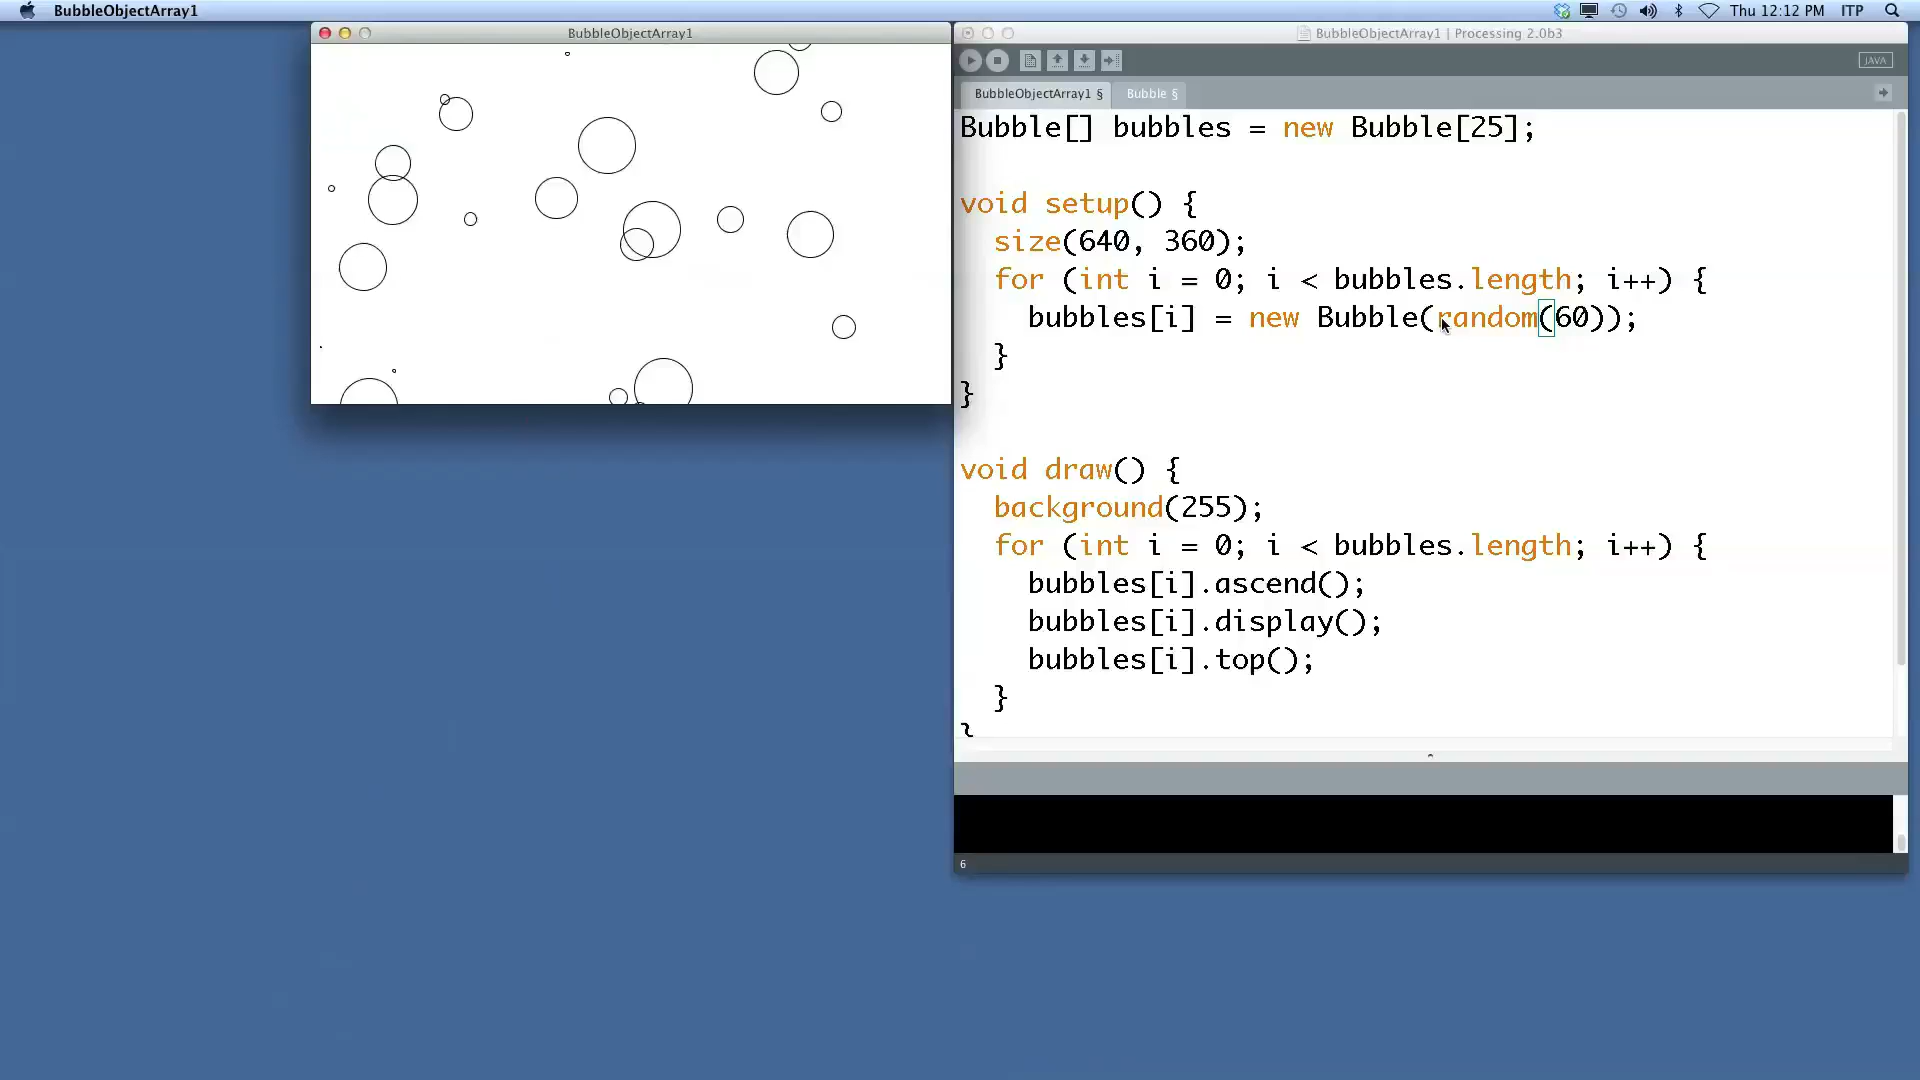 BubbleObjectArray1
Thu 12:12 PM ITP
BubbleObjectArray1
BubbleObjectArray1 | Processing 2.0b3
JAVA
BubbleObjectArray1 § Bubble §
Bubble[] bubbles = new Bubble[25];
void setup() {
size(640, 360);
for (int i = 0; i < bubbles.length; i++) {
bubbles[i] = new Bubble(random(60));
}
}
void draw() {
background(255);
for (int i = 0; i < bubbles.length; i++) {
bubbles[i].ascend();
bubbles[i].display();
bubbles[i].top();
}
}
6